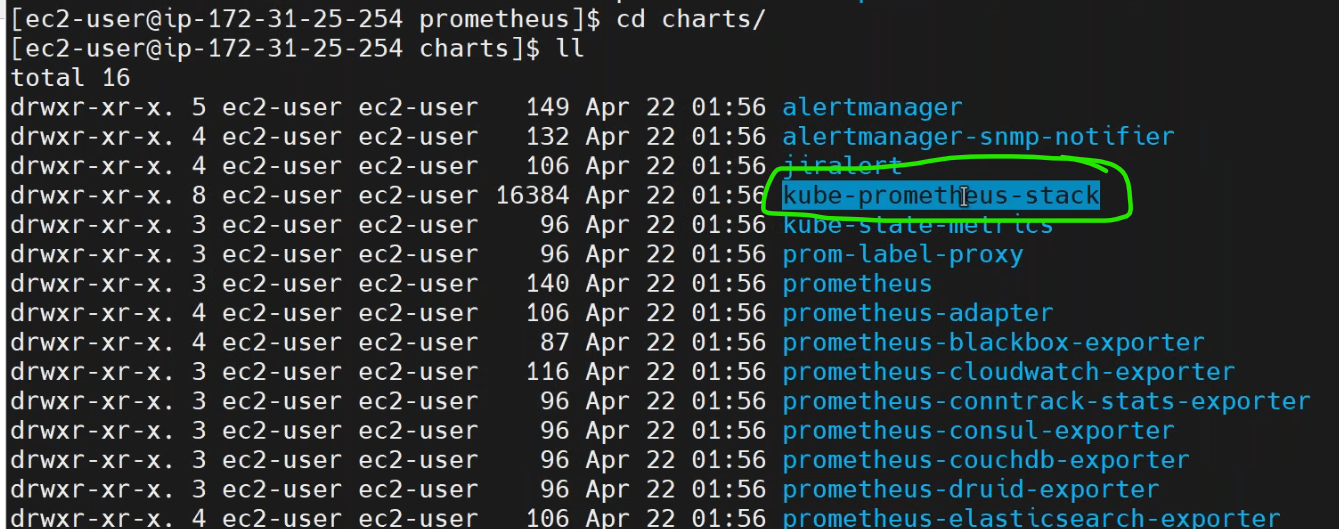 [ec2-user@ip-172-31-25-254 prometheus]$ cd charts/
[ec2-user@ip-172-31-25-254 charts]$ ll
total 16
drwxr-xr-x. 5 ec2-user ec2-user   149 Apr 22 01:56 alertmanager
drwxr-xr-x. 4 ec2-user ec2-user   132 Apr 22 01:56 alertmanager-snmp-notifier
drwxr-xr-x. 4 ec2-user ec2-user   106 Apr 22 01:56 jiralert
drwxr-xr-x. 8 ec2-user ec2-user 16384 Apr 22 01:56 kube-prometheus-stack
drwxr-xr-x. 3 ec2-user ec2-user    96 Apr 22 01:56 kube-state-metrics
drwxr-xr-x. 3 ec2-user ec2-user    96 Apr 22 01:56 prom-label-proxy
drwxr-xr-x. 3 ec2-user ec2-user   140 Apr 22 01:56 prometheus
drwxr-xr-x. 4 ec2-user ec2-user   106 Apr 22 01:56 prometheus-adapter
drwxr-xr-x. 4 ec2-user ec2-user    87 Apr 22 01:56 prometheus-blackbox-exporter
drwxr-xr-x. 3 ec2-user ec2-user   116 Apr 22 01:56 prometheus-cloudwatch-exporter
drwxr-xr-x. 3 ec2-user ec2-user    96 Apr 22 01:56 prometheus-conntrack-stats-exporter
drwxr-xr-x. 3 ec2-user ec2-user    96 Apr 22 01:56 prometheus-consul-exporter
drwxr-xr-x. 3 ec2-user ec2-user    96 Apr 22 01:56 prometheus-couchdb-exporter
drwxr-xr-x. 3 ec2-user ec2-user    96 Apr 22 01:56 prometheus-druid-exporter
drwxr-xr-x. 4 ec2-user ec2-user   106 Apr 22 01:56 prometheus-elasticsearch-exporter